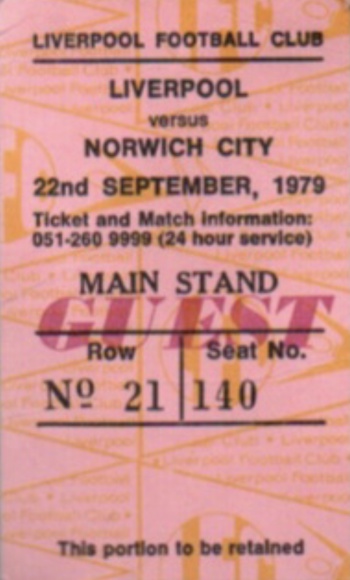 LIVERPOOL FOOTBALL CLUB
LIVERPOOL
versus
NORWICH CITY
22nd SEPTEMBER, 1979
Ticket and Match information:
051-260 9999 (24 hour service)
MAIN STAND
GUEST
Row Seat No.
Nº 21 140
This portion to be retained